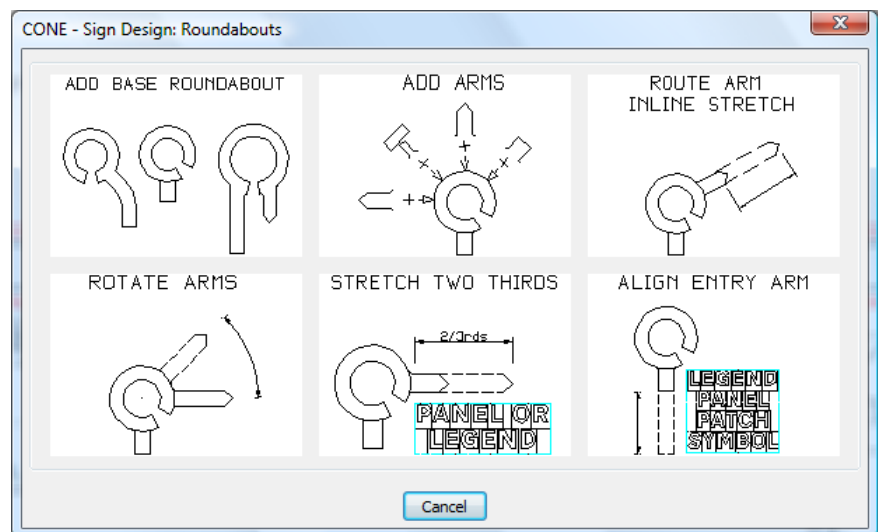 CONE - Sign Design: Roundabouts
ADD BASE ROUNDABOUT
ADD ARMS
ROUTE ARM
INLINE STRETCH
ROTATE ARMS
STRETCH TWO THIRDS
2/3rds
PANEL OR
LEGEND
ALIGN ENTRY ARM
LEGEND
PANEL
PATCH
SYMBOL
Cancel